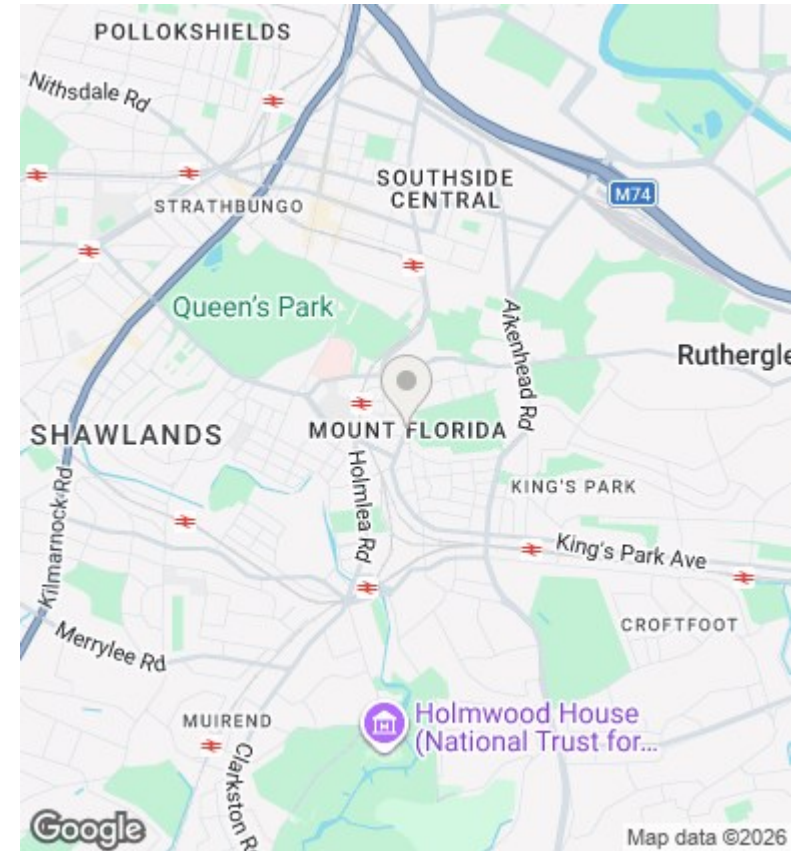 POLLOKSHIELDS
Nithsdale Rd
SOUTHSIDE
CENTRAL
M74
STRATHBUNGO
Queen's Park
Aikenhead Rd
Ruthergle
SHAWLANDS
MOUNT FLORIDA
Holmlea Rd
KING'S PARK
Kilmarnock Rd
King's Park Ave
CROFTFOOT
Merrylee Rd
MUIREND
Holmwood House
(National Trust for...
Clarkston R
Google
Map data ©2026